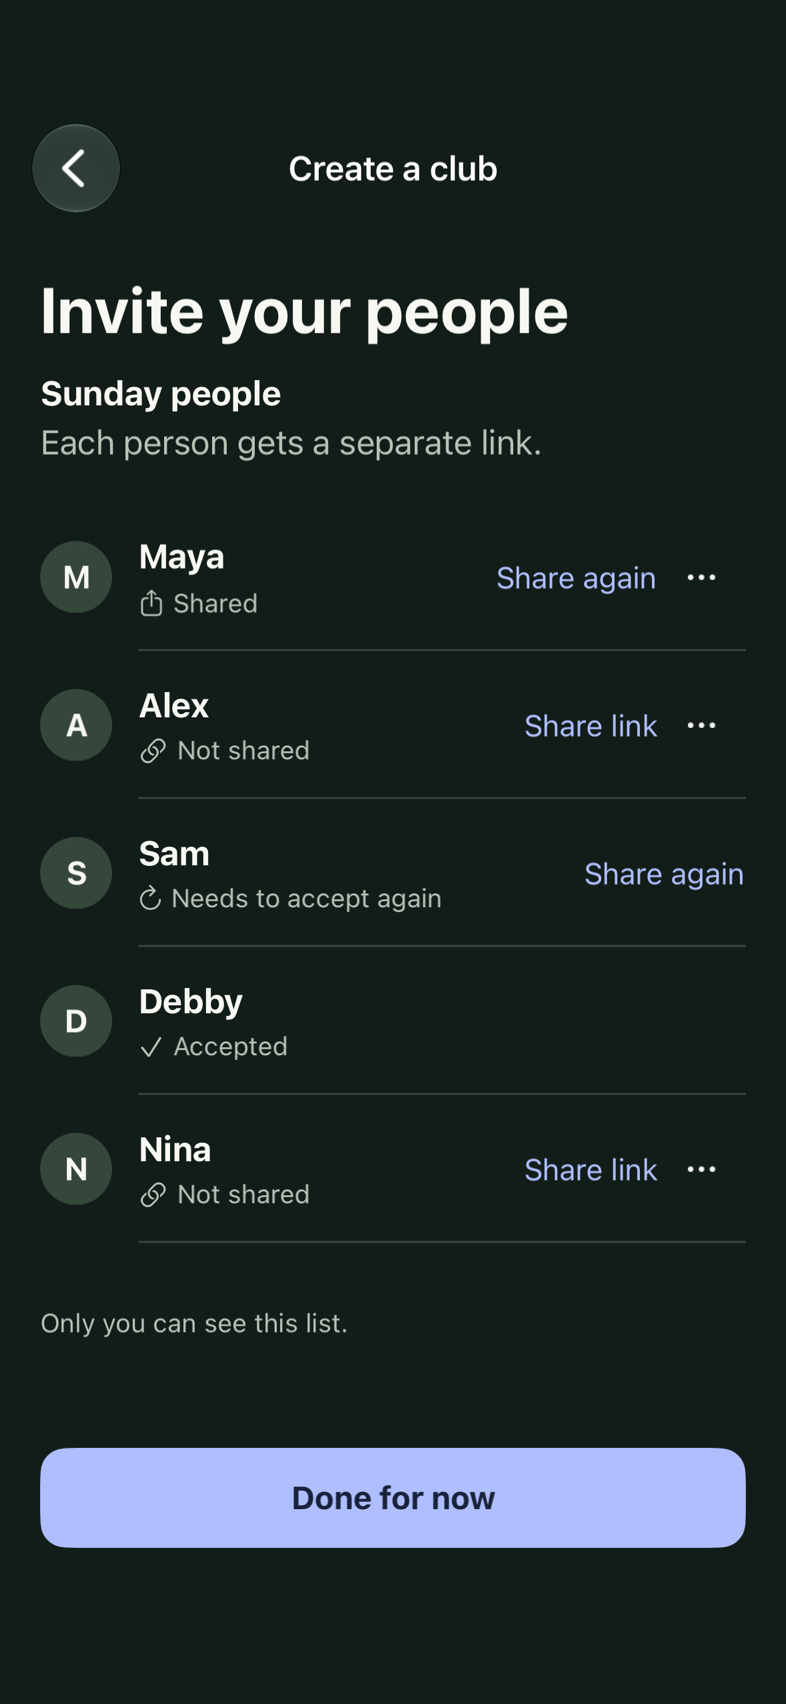 Create a club
Invite your people
Sunday people
Each person gets a separate link.
M
Maya
Shared
Share again
A
Alex
Not shared
Share link
S
Sam
Needs to accept again
Share again
D
Debby
Accepted
N
Nina
Not shared
Share link
Only you can see this list.
Done for now